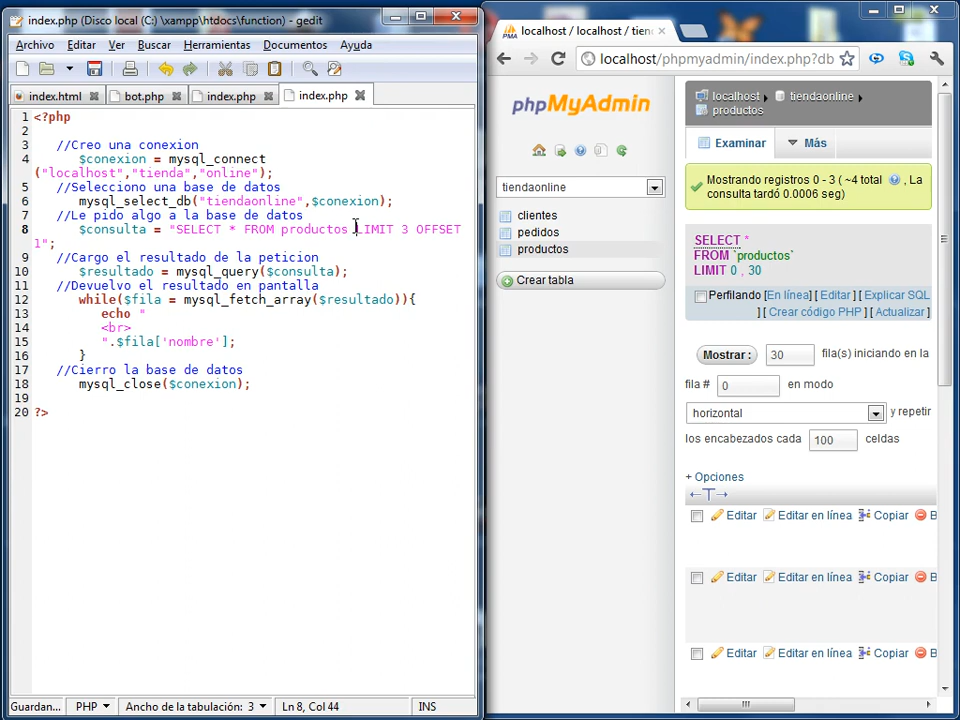 index.php (Disco local (C:) \xampp\htdocs\function) - gedit
Archivo Editar Ver Buscar Herramientas Documentos Ayuda
index.html bot.php index.php index.php
1 <?php
2
3 //Creo una conexion
4 $conexion = mysql_connect
("localhost","tienda","online");
5 //Selecciono una base de datos
6 mysql_select_db("tiendaonline",$conexion);
7 //Le pido algo a la base de datos
8 $consulta = "SELECT * FROM productos LIMIT 3 OFFSET
1";
9 //Cargo el resultado de la peticion
10 $resultado = mysql_query($consulta);
11 //Devuelvo el resultado en pantalla
12 while($fila = mysql_fetch_array($resultado)){
13 echo "
14 <br>
15 ".$fila['nombre'];
16 }
17 //Cierro la base de datos
18 mysql_close($conexion);
19
20 ?>
Guardan... PHP Ancho de la tabulación: 3 Ln 8, Col 44 INS
PMA localhost / localhost / tien
localhost/phpmyadmin/index.php?db
phpMyAdmin
tiendaonline
clientes
pedidos
productos
Crear tabla
localhost tiendaonline
productos
Examinar Más
Mostrando registros 0 - 3 ( ~4 total , La
consulta tardó 0.0006 seg)
SELECT *
FROM `productos`
LIMIT 0 , 30
Perfilando [En línea] [ Editar ] [ Explicar SQL
] [ Crear código PHP ] [ Actualizar ]
Mostrar : 30 fila(s) iniciando en la
fila # 0 en modo
horizontal y repetir
los encabezados cada 100 celdas
+ Opciones
←T→
Editar Editar en línea Copiar B
Editar Editar en línea Copiar B
Editar Editar en línea Copiar B